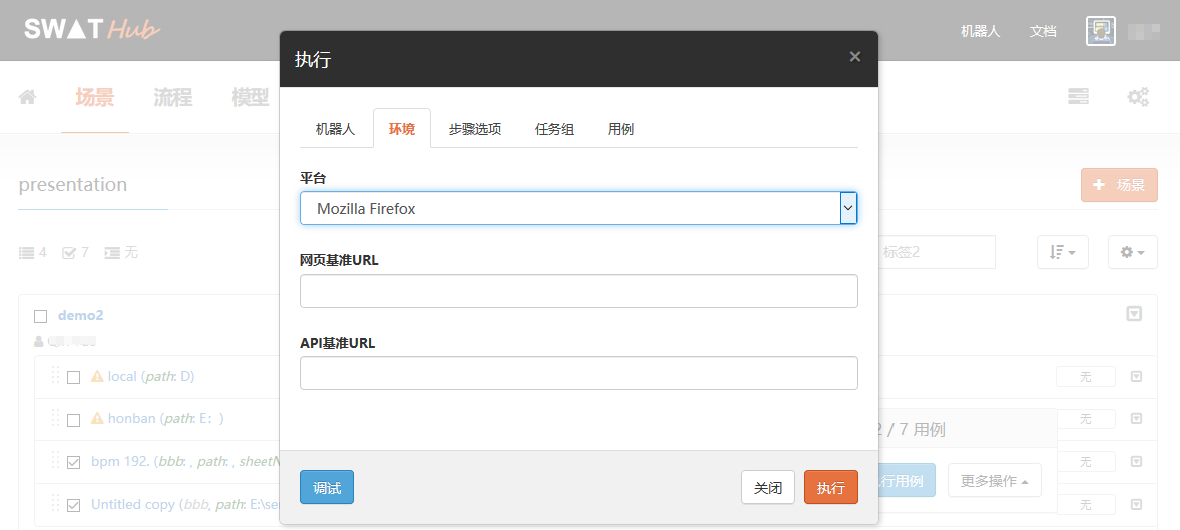 SWAT Hub
机器人 文档
执行 ×
场景 流程 模型
机器人 环境 步骤选项 任务组 用例
presentation
+ 场景
平台
Mozilla Firefox
4 7 无
标签2
网页基准URL
demo2
API基准URL
local (path: D)
无
honban (path: E: )
无
2 / 7 用例
bpm 192. (bbb: , path: , sheetN
无
行用例 更多操作
调试 关闭 执行
Untitled copy (bbb, path: E:\se
无